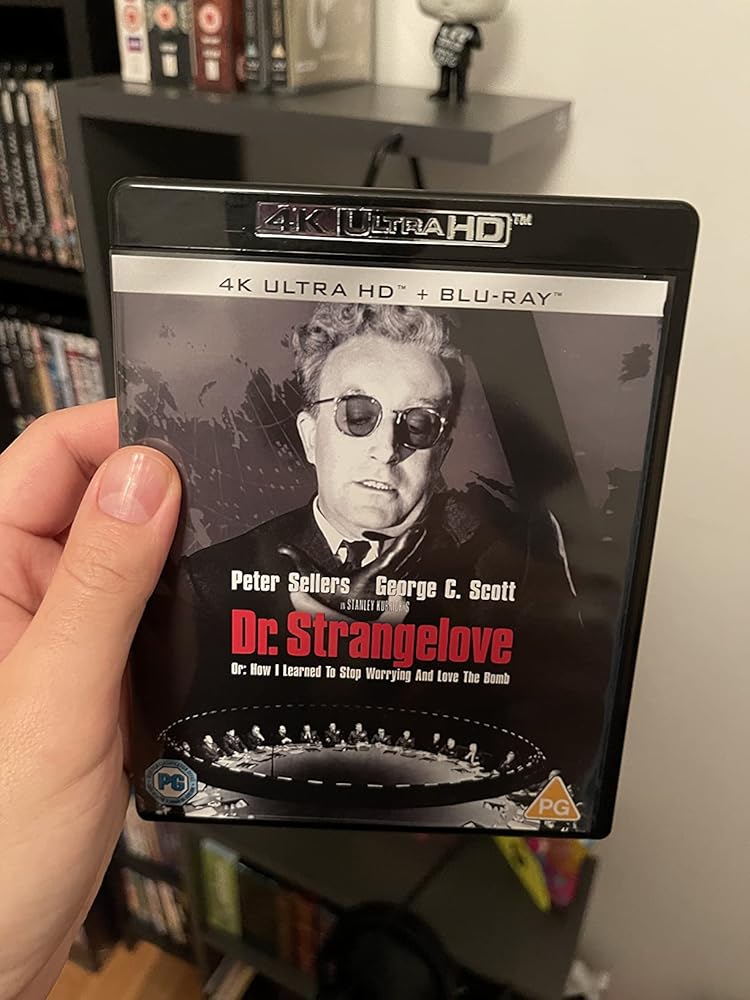 4K ULTRA HD™
4K ULTRA HD™ + BLU-RAY™
Peter Sellers George C. Scott
IN STANLEY KUBRICK'S
Dr. Strangelove
Or: How I Learned To Stop Worrying And Love The Bomb
PG
PG